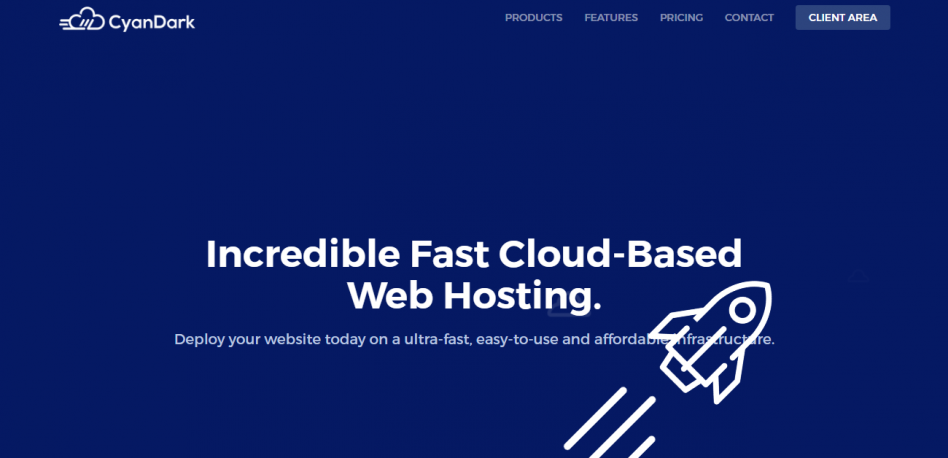 CyanDark
PRODUCTS FEATURES PRICING CONTACT CLIENT AREA
Incredible Fast Cloud-Based
Web Hosting.
Deploy your website today on a ultra-fast, easy-to-use and affordable infrastructure.